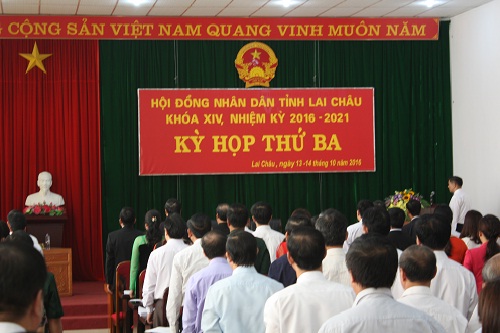 CỘNG SẢN VIỆT NAM QUANG VINH MUÔN NĂM
HỘI ĐỒNG NHÂN DÂN TỈNH LAI CHÂU
KHÓA XIV, NHIỆM KỲ 2016 - 2021
KỲ HỌP THỨ BA
Lai Châu, ngày 13 -14 tháng 10 năm 2016